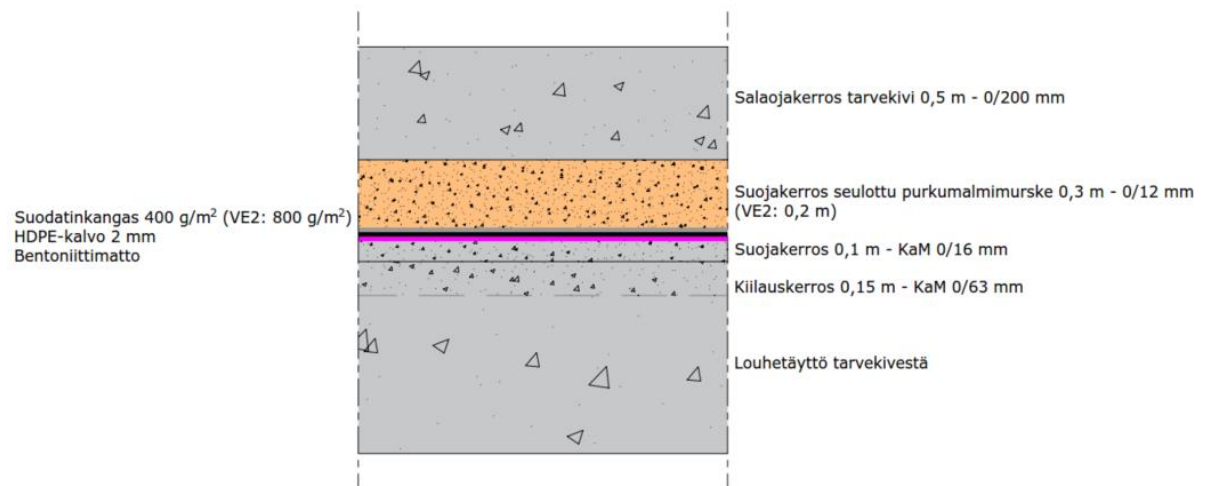 Salaojakerros tarvekivi 0,5 m - 0/200 mm
Suojakerros seulottu purkumalmimurske 0,3 m - 0/12 mm
(VE2: 0,2 m)
Suodatinkangas 400 g/m² (VE2: 800 g/m²)
HDPE-kalvo 2 mm
Bentoniittimatto
Suojakerros 0,1 m - KaM 0/16 mm
Kiilauskerros 0,15 m - KaM 0/63 mm
Louhetäyttö tarvekivestä